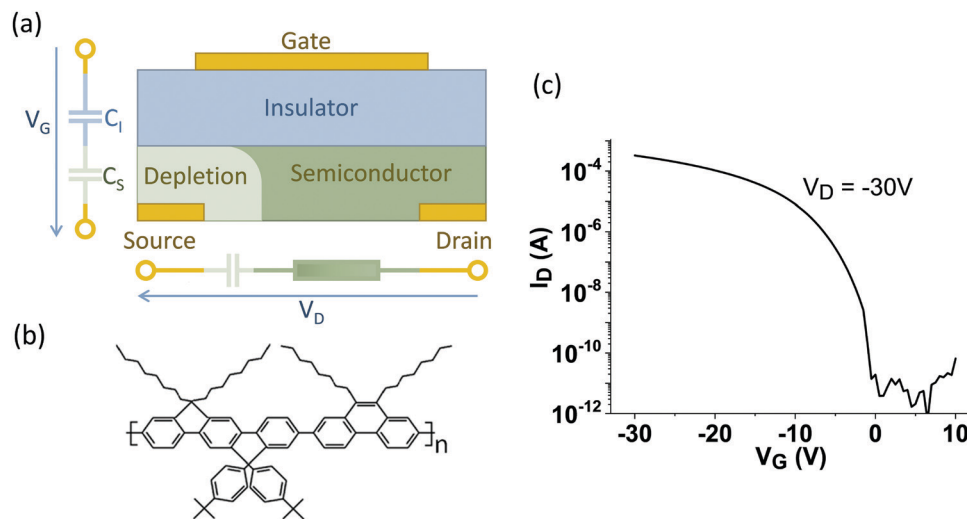 (a)
Gate
Insulator
V_G
C_I
C_S
Depletion
Semiconductor
Source
Drain
V_D
(b)
n
(c)
V_D = -30V
I_D (A)
10^-4
10^-6
10^-8
10^-10
10^-12
-30 -20 -10 0 10
V_G (V)